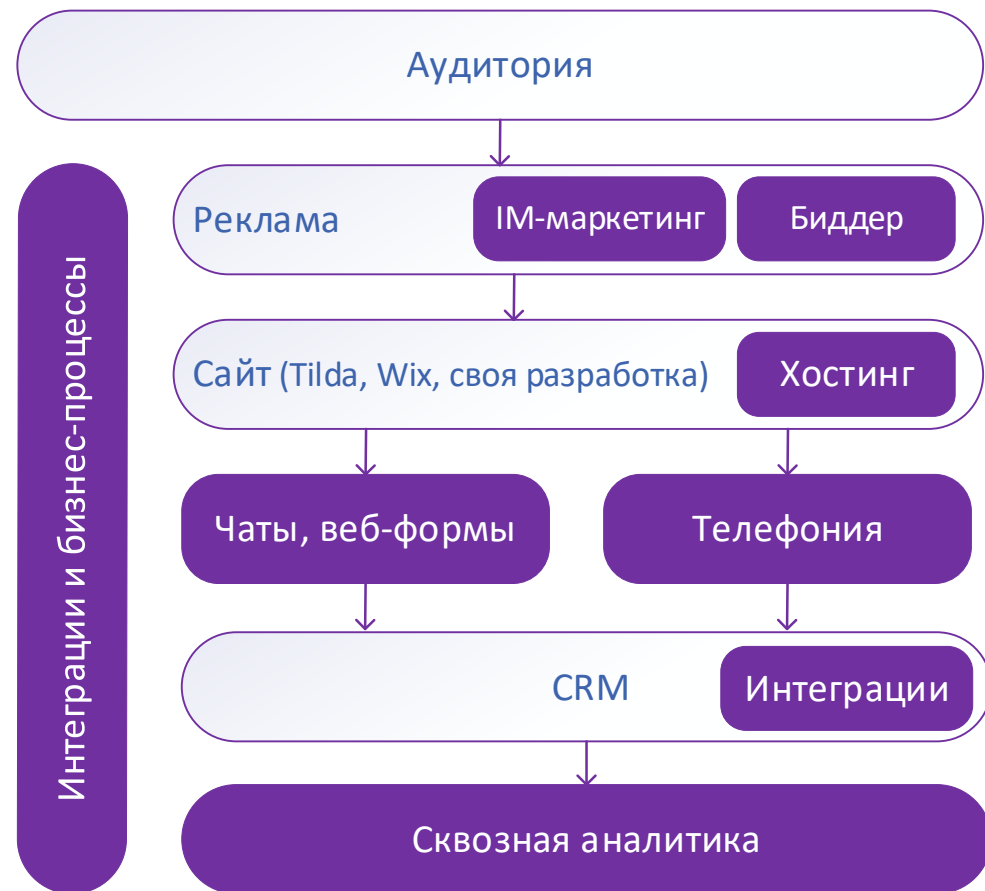 Аудитория
Реклама
IM-маркетинг
Биддер
Сайт (Tilda, Wix, своя разработка)
Хостинг
Чаты, веб-формы
Телефония
CRM
Интеграции
Сквозная аналитика
Интеграции и бизнес-процессы